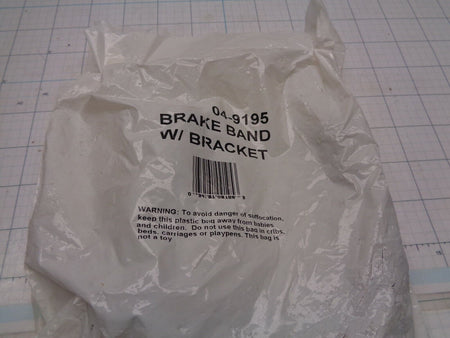 04-9195
BRAKE BAND
W/ BRACKET
WARNING: To avoid danger of suffocation,
keep this plastic bag away from babies
and children. Do not use this bag in cribs,
beds, carriages or playpens. This bag is
not a toy